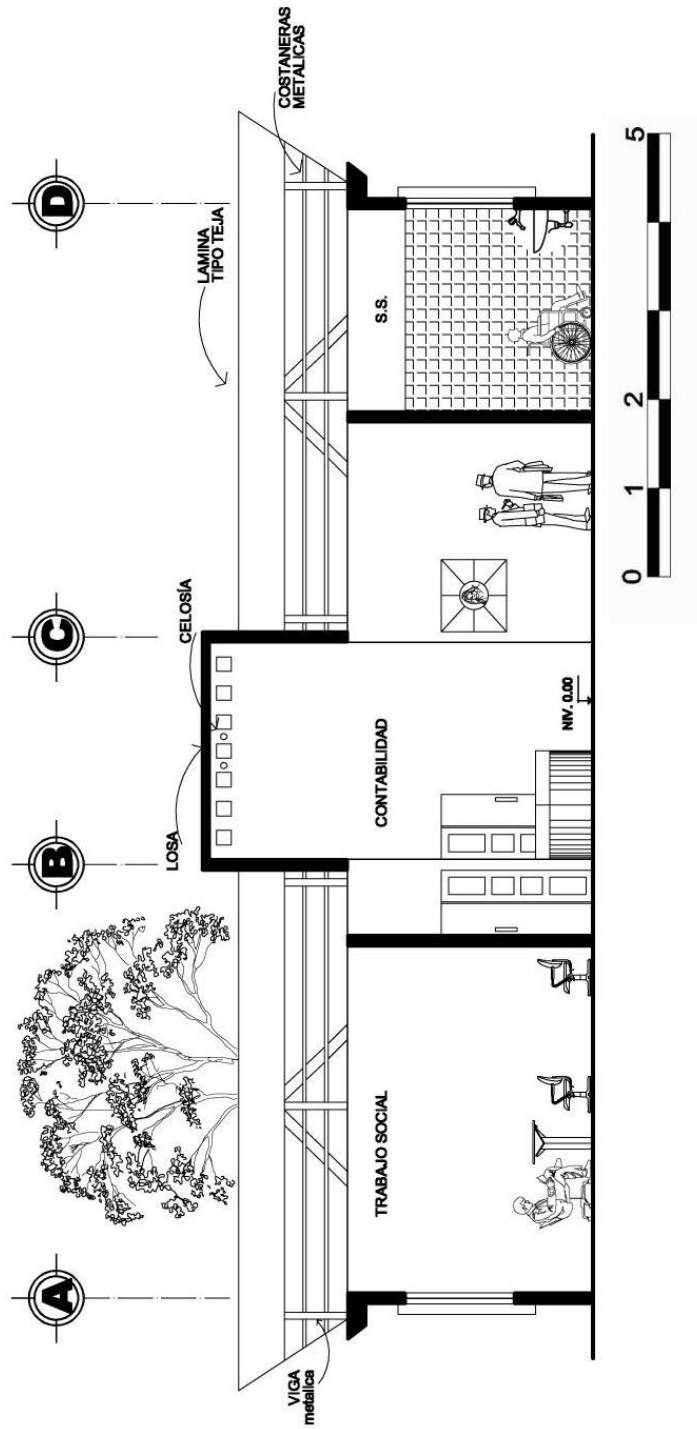 A
B
C
D
LOSA
CELOSÍA
LAMINA
TIPO TEJA
COSTANERAS
METALICAS
VIGA
metalica
TRABAJO SOCIAL
CONTABILIDAD
S.S.
NIV. 0.00
0
1
2
5